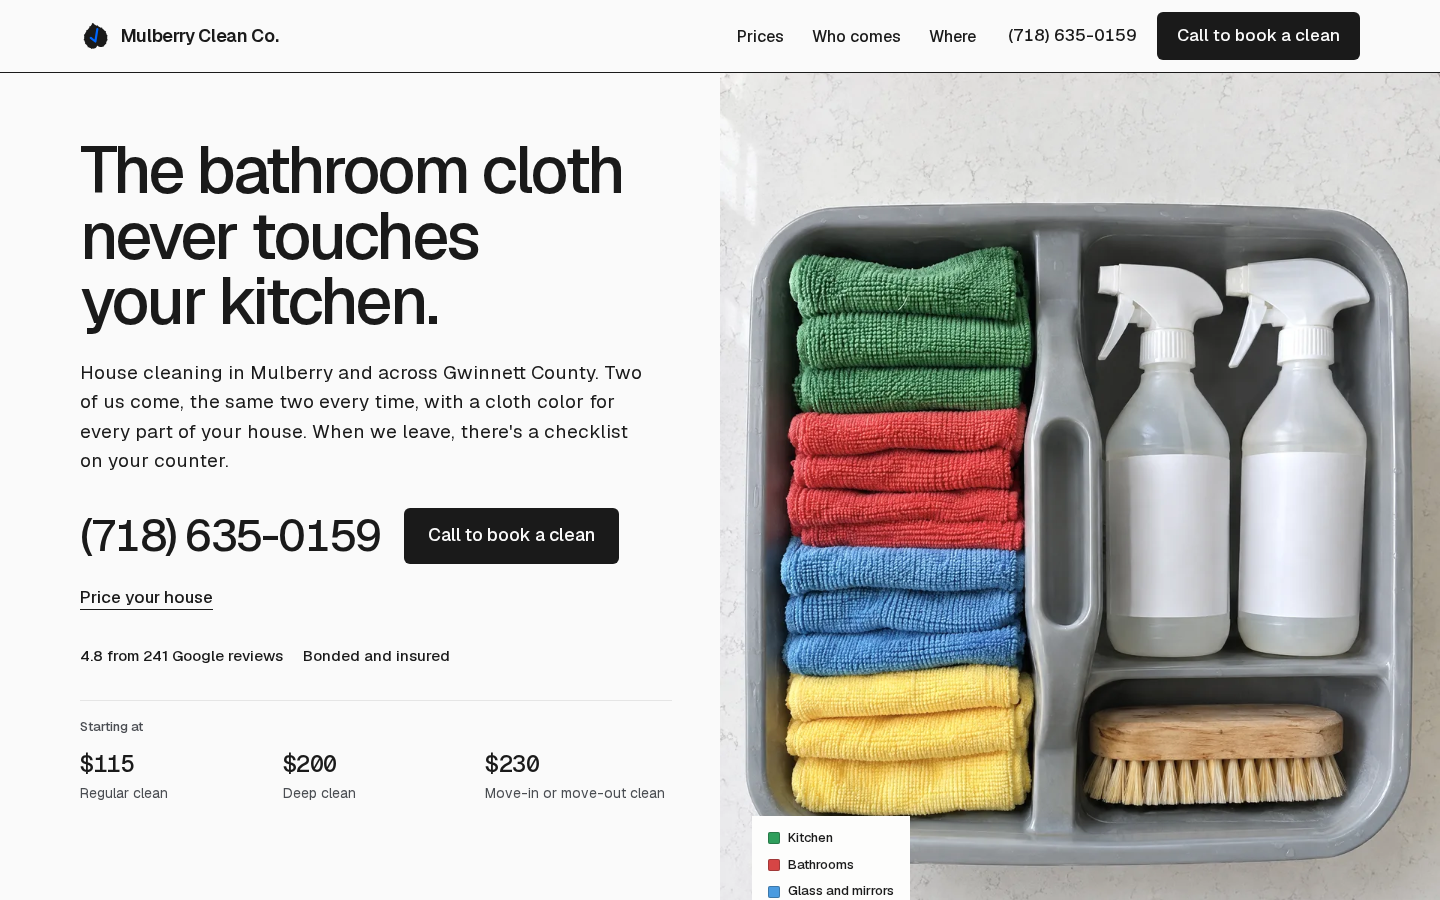 Mulberry Clean Co.
Prices
Who comes
Where
(718) 635-0159
Call to book a clean
The bathroom cloth
never touches
your kitchen.
House cleaning in Mulberry and across Gwinnett County. Two
of us come, the same two every time, with a cloth color for
every part of your house. When we leave, there's a checklist
on your counter.
(718) 635-0159
Call to book a clean
Price your house
4.8 from 241 Google reviews
Bonded and insured
Starting at
$115
Regular clean
$200
Deep clean
$230
Move-in or move-out clean
Kitchen
Bathrooms
Glass and mirrors